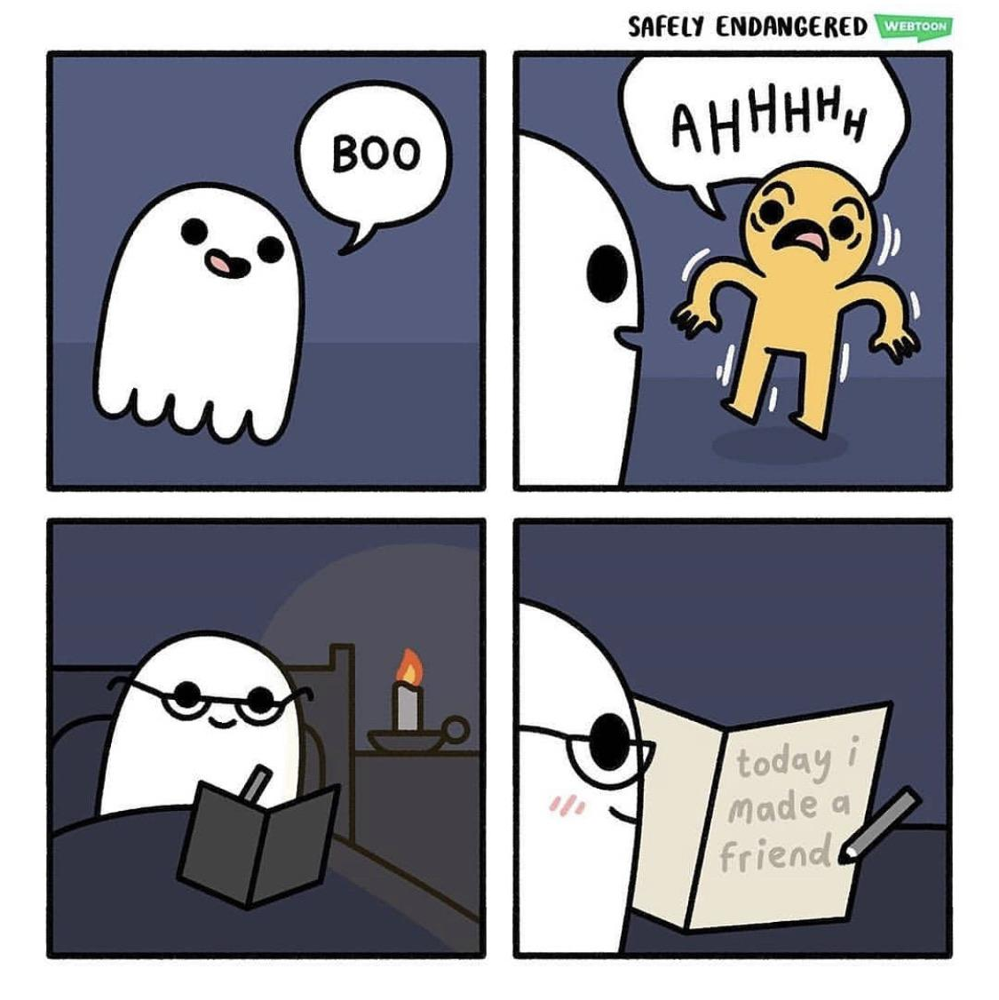 SAFELY ENDANGERED WEBTOON
BOO
AHHHHH
today i
made a
friend